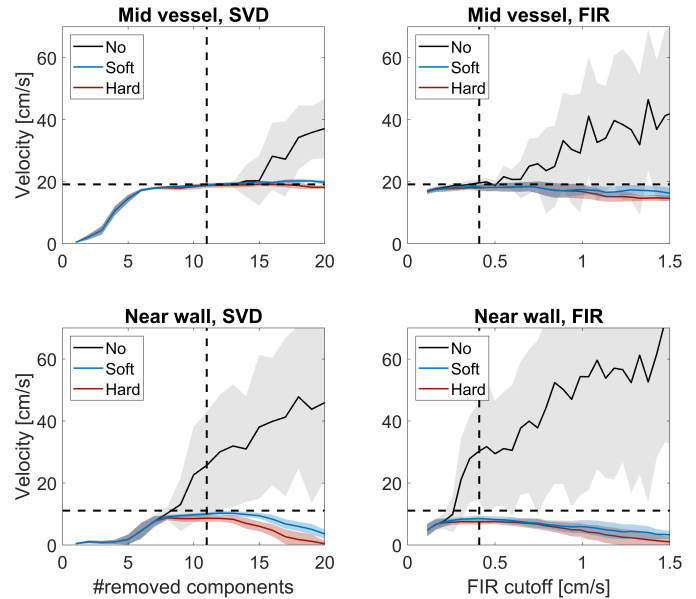 Mid vessel, SVD
Velocity [cm/s]
60
40
20
0
No
Soft
Hard
0 5 10 15 20
Mid vessel, FIR
60
40
20
0
No
Soft
Hard
0 0.5 1 1.5
Near wall, SVD
Velocity [cm/s]
60
40
20
0
No
Soft
Hard
0 5 10 15 20
#removed components
Near wall, FIR
60
40
20
0
No
Soft
Hard
0 0.5 1 1.5
FIR cutoff [cm/s]